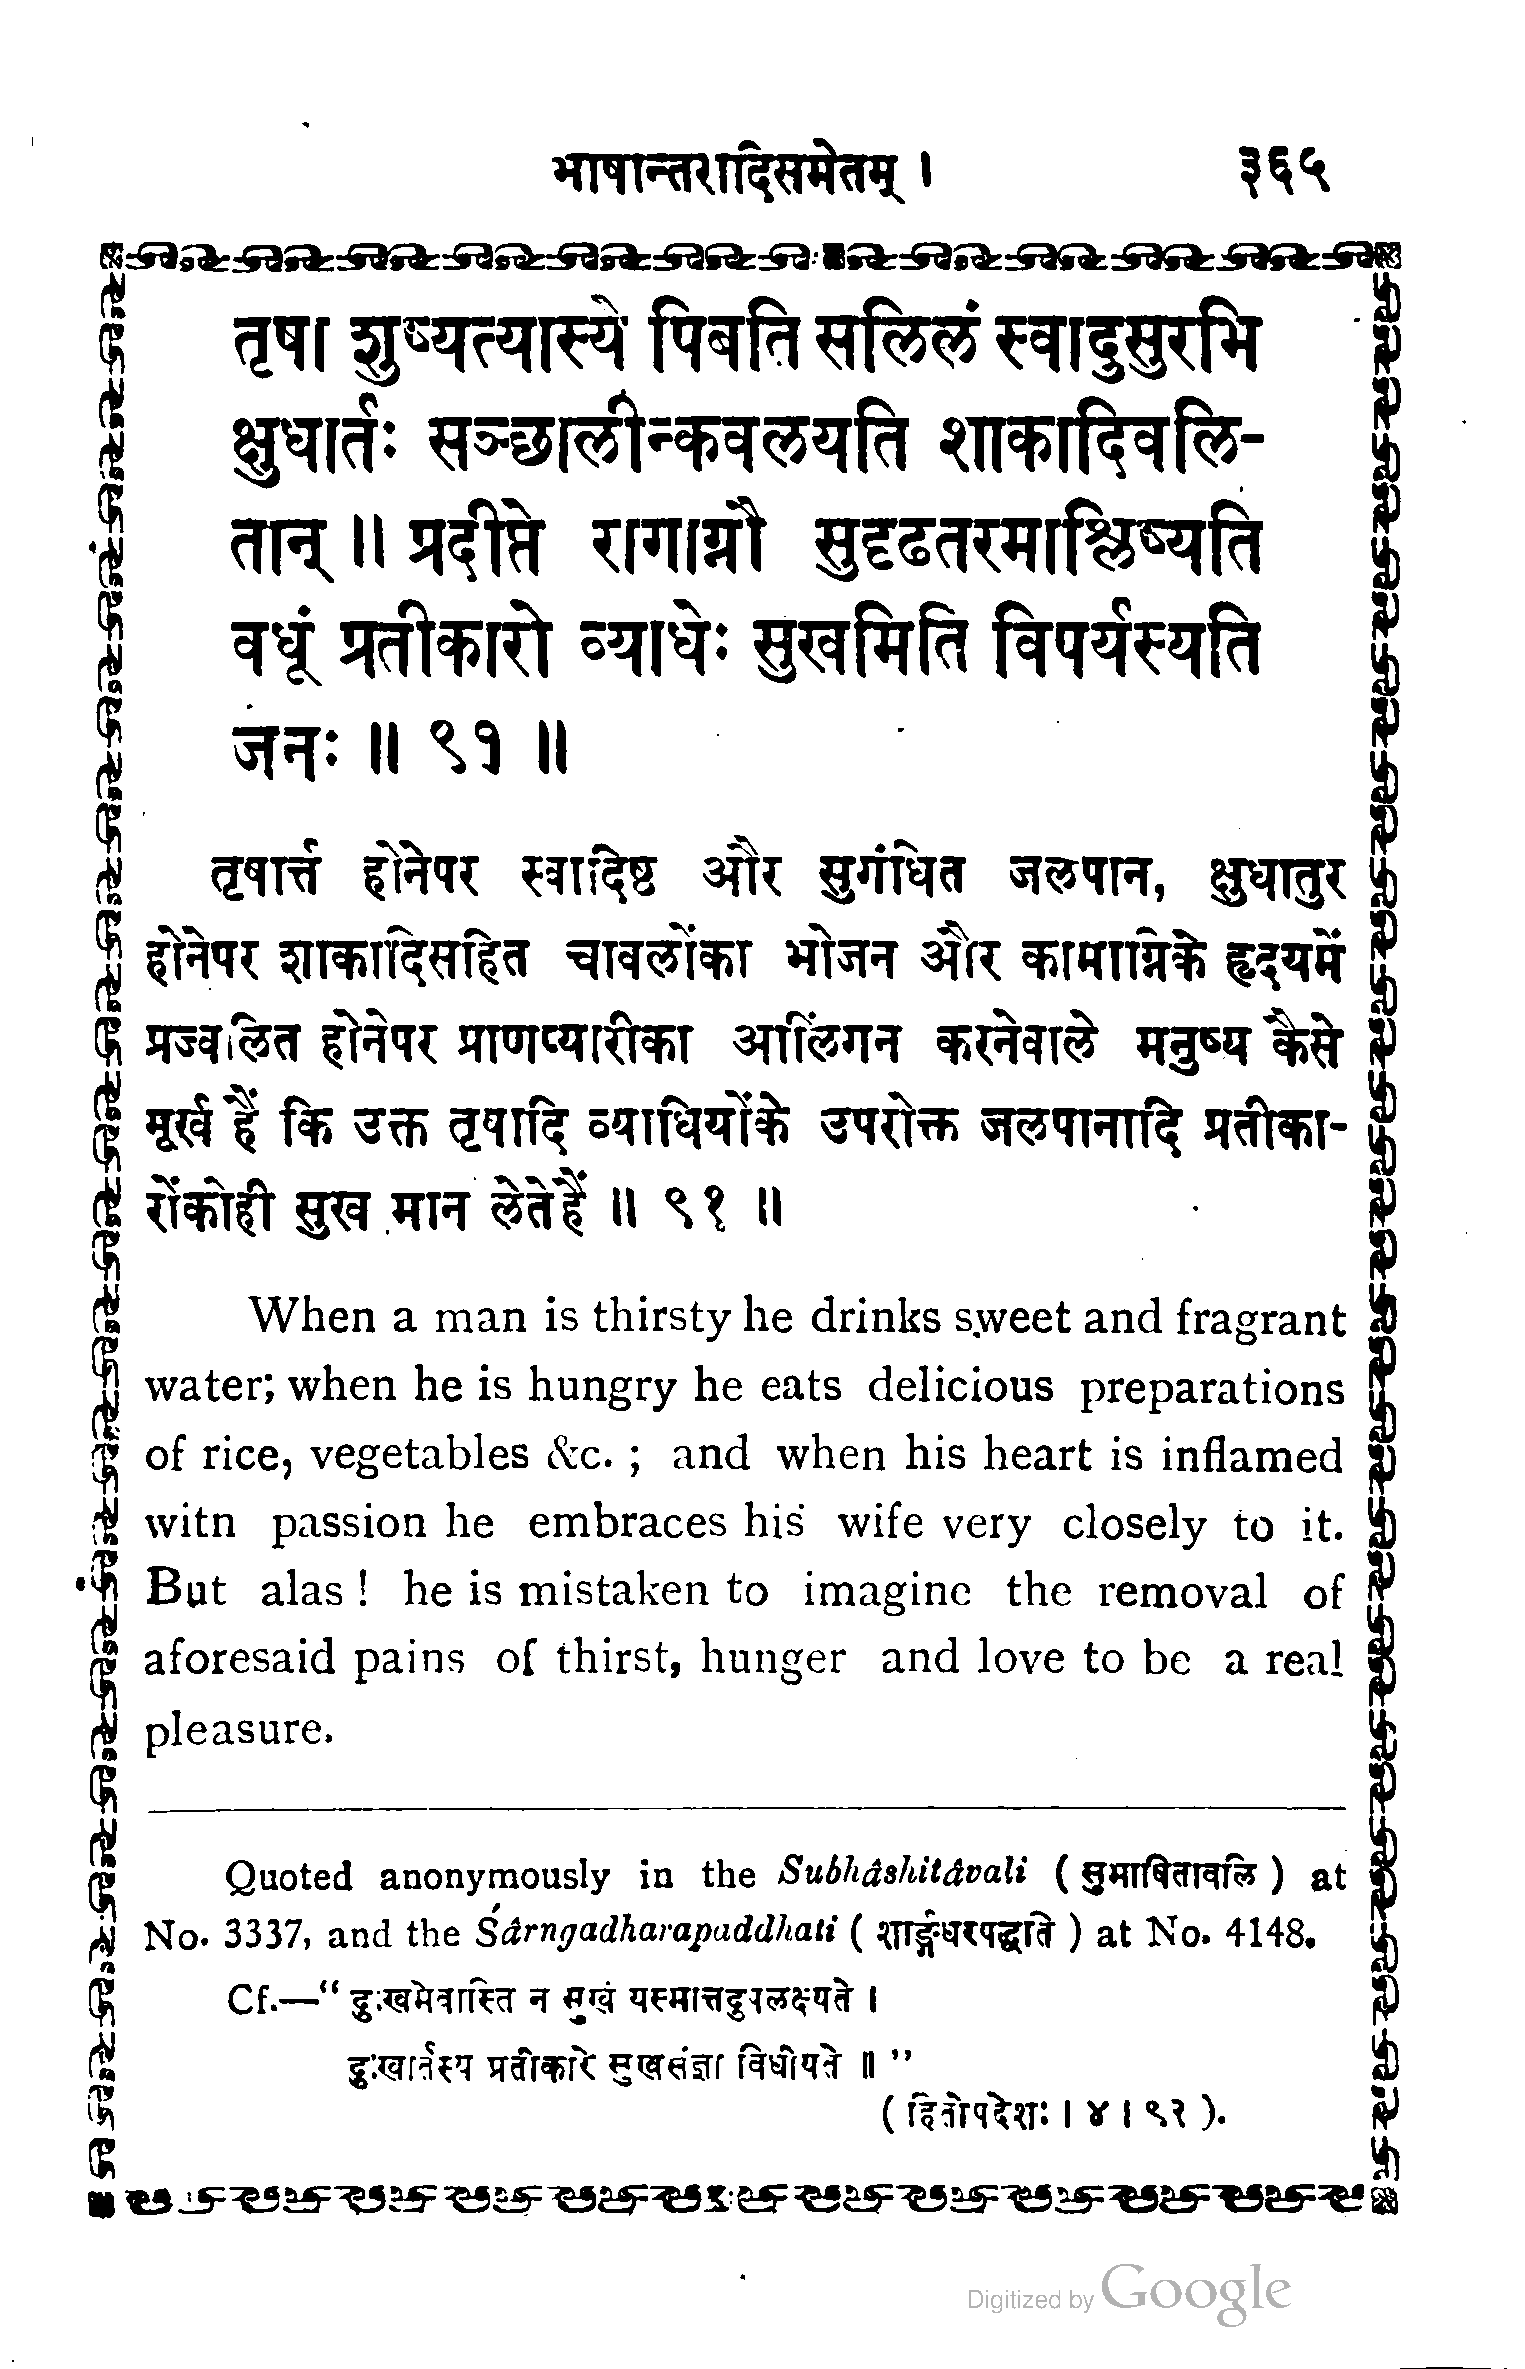 भाषान्तरादिसमेतम् । ३६५
तृषा शुष्यत्यास्ये पिबति सलिलं स्वादुसुरभि
क्षुधार्तः सञ्छालीन्कवलयति शाकादिवलि-
तान् ॥ प्रदीप्ते रागाग्नौ सुदृढतरमाश्लिष्यति
वधूं प्रतीकारो व्याधेः सुखमिति विपर्यस्यति
जनः ॥ ९१ ॥
तृषार्त्त होनेपर स्वादिष्ठ और सुगंधित जलपान, क्षुधातुर
होनेपर शाकादिसहित चावलोंका भोजन और कामाग्निके हृदयमें
प्रज्वलित होनेपर प्राणप्यारीका आलिंगन करनेवाले मनुष्य कैसे
मूर्ख हैं कि उक्त तृषादि व्याधियोंके उपरोक्त जलपानादि प्रतीका-
रोंकोही सुख मान लेतेहैं ॥ ९१ ॥
When a man is thirsty he drinks sweet and fragrant
water; when he is hungry he eats delicious preparations
of rice, vegetables &c. ; and when his heart is inflamed
witn passion he embraces his wife very closely to it.
But alas ! he is mistaken to imagine the removal of
aforesaid pains of thirst, hunger and love to be a real
pleasure.
Quoted anonymously in the Subhâshitâvali ( सुभाषितावलि ) at
No. 3337, and the Śârngadharapaddhati ( शार्ङ्गधरपद्धति ) at No. 4148.
Cf.—“ दुःखमेवास्ति न सुखं यस्मात्तदुपलक्ष्यते ।
दुःखार्तस्य प्रतीकारे सुखसंज्ञा विधीयते ॥ ”
( हितोपदेशः । ४ । ९२ ).
Digitized by Google